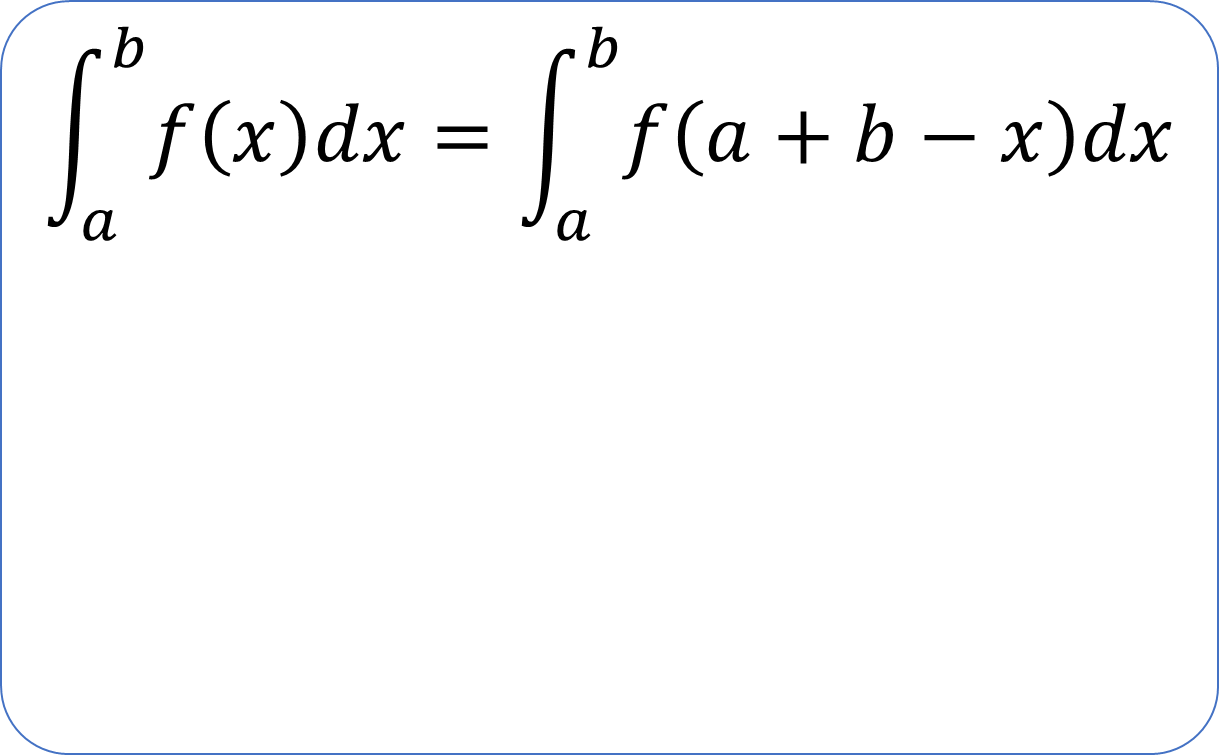 ∫_a^b f(x)dx = ∫_a^b f(a + b − x)dx